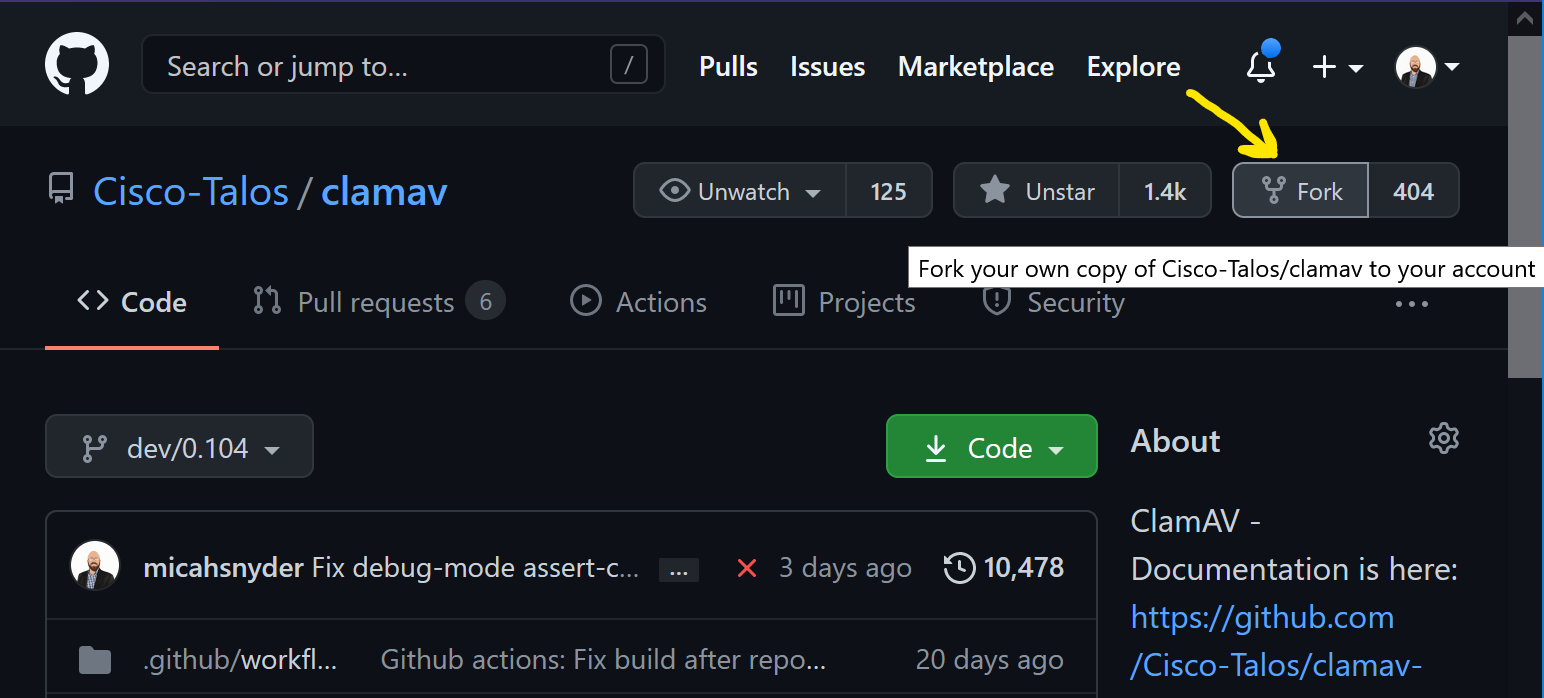 Search or jump to... /
Pulls Issues Marketplace Explore
Cisco-Talos / clamav
Unwatch 125
Unstar 1.4k
Fork 404
Fork your own copy of Cisco-Talos/clamav to your account
Code Pull requests 6 Actions Projects Security ...
dev/0.104
Code
micahsnyder Fix debug-mode assert-c... ... 3 days ago 10,478
.github/workfl... Github actions: Fix build after repo... 20 days ago
About
ClamAV -
Documentation is here:
https://github.com
/Cisco-Talos/clamav-